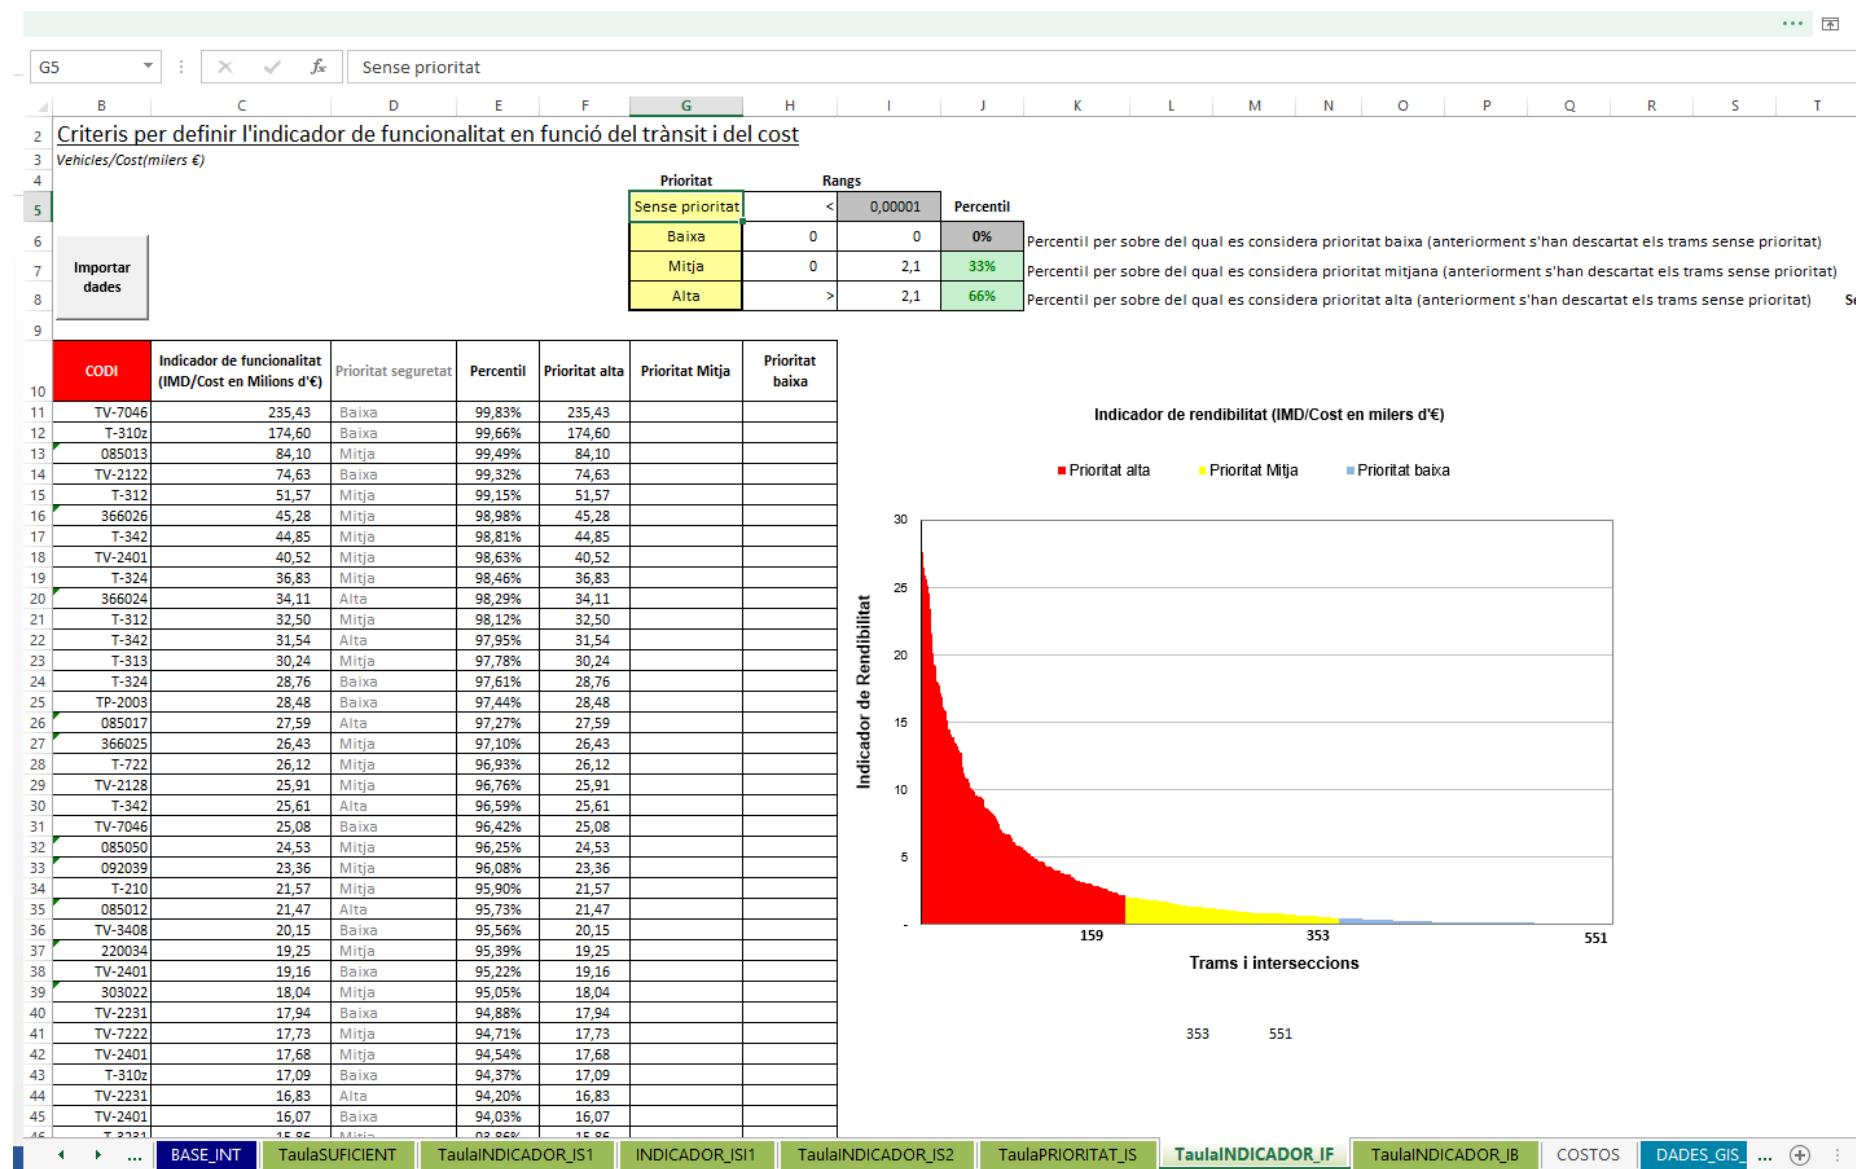 G5
fx
Sense prioritat
B C D E F G H I J K L M N O P Q R S T
2 Criteris per definir l'indicador de funcionalitat en funció del trànsit i del cost
3 Vehicles/Cost(milers €)
4 Prioritat Rangs
5 Sense prioritat < 0,00001 Percentil
6 Baixa 0 0 0% Percentil per sobre del qual es considera prioritat baixa (anteriorment s'han descartat els trams sense prioritat)
7 Mitja 0 2,1 33% Percentil per sobre del qual es considera prioritat mitjana (anteriorment s'han descartat els trams sense prioritat)
8 Alta > 2,1 66% Percentil per sobre del qual es considera prioritat alta (anteriorment s'han descartat els trams sense prioritat)
Importar
dades
9
10 CODI Indicador de funcionalitat (IMD/Cost en Milions d'€) Prioritat seguretat Percentil Prioritat alta Prioritat Mitja Prioritat baixa
11 TV-7046 235,43 Baixa 99,83% 235,43
12 T-310z 174,60 Baixa 99,66% 174,60
13 085013 84,10 Mitja 99,49% 84,10
14 TV-2122 74,63 Baixa 99,32% 74,63
15 T-312 51,57 Mitja 99,15% 51,57
16 366026 45,28 Mitja 98,98% 45,28
17 T-342 44,85 Mitja 98,81% 44,85
18 TV-2401 40,52 Mitja 98,63% 40,52
19 T-324 36,83 Mitja 98,46% 36,83
20 366024 34,11 Alta 98,29% 34,11
21 T-312 32,50 Mitja 98,12% 32,50
22 T-342 31,54 Alta 97,95% 31,54
23 T-313 30,24 Mitja 97,78% 30,24
24 T-324 28,76 Baixa 97,61% 28,76
25 TP-2003 28,48 Baixa 97,44% 28,48
26 085017 27,59 Alta 97,27% 27,59
27 366025 26,43 Mitja 97,10% 26,43
28 T-722 26,12 Mitja 96,93% 26,12
29 TV-2128 25,91 Mitja 96,76% 25,91
30 T-342 25,61 Alta 96,59% 25,61
31 TV-7046 25,08 Baixa 96,42% 25,08
32 085050 24,53 Mitja 96,25% 24,53
33 092039 23,36 Mitja 96,08% 23,36
34 T-210 21,57 Mitja 95,90% 21,57
35 085012 21,47 Alta 95,73% 21,47
36 TV-3408 20,15 Baixa 95,56% 20,15
37 220034 19,25 Mitja 95,39% 19,25
38 TV-2401 19,16 Baixa 95,22% 19,16
39 303022 18,04 Mitja 95,05% 18,04
40 TV-2231 17,94 Baixa 94,88% 17,94
41 TV-7222 17,73 Mitja 94,71% 17,73
42 TV-2401 17,68 Mitja 94,54% 17,68
43 T-310z 17,09 Baixa 94,37% 17,09
44 TV-2231 16,83 Alta 94,20% 16,83
45 TV-2401 16,07 Baixa 94,03% 16,07
46 T-3231 15,86 Mitja 93,86% 15,86
Indicador de rendibilitat (IMD/Cost en milers d'€)
Prioritat alta Prioritat Mitja Prioritat baixa
30
25
20
15
10
5
-
Indicador de Rendibilitat
159 353 551
Trams i interseccions
353 551
... BASE_INT TaulaSUFICIENT TaulaINDICADOR_IS1 INDICADOR_ISI1 TaulaINDICADOR_IS2 TaulaPRIORITAT_IS TaulaINDICADOR_IF TaulaINDICADOR_IB COSTOS DADES_GIS_ ...